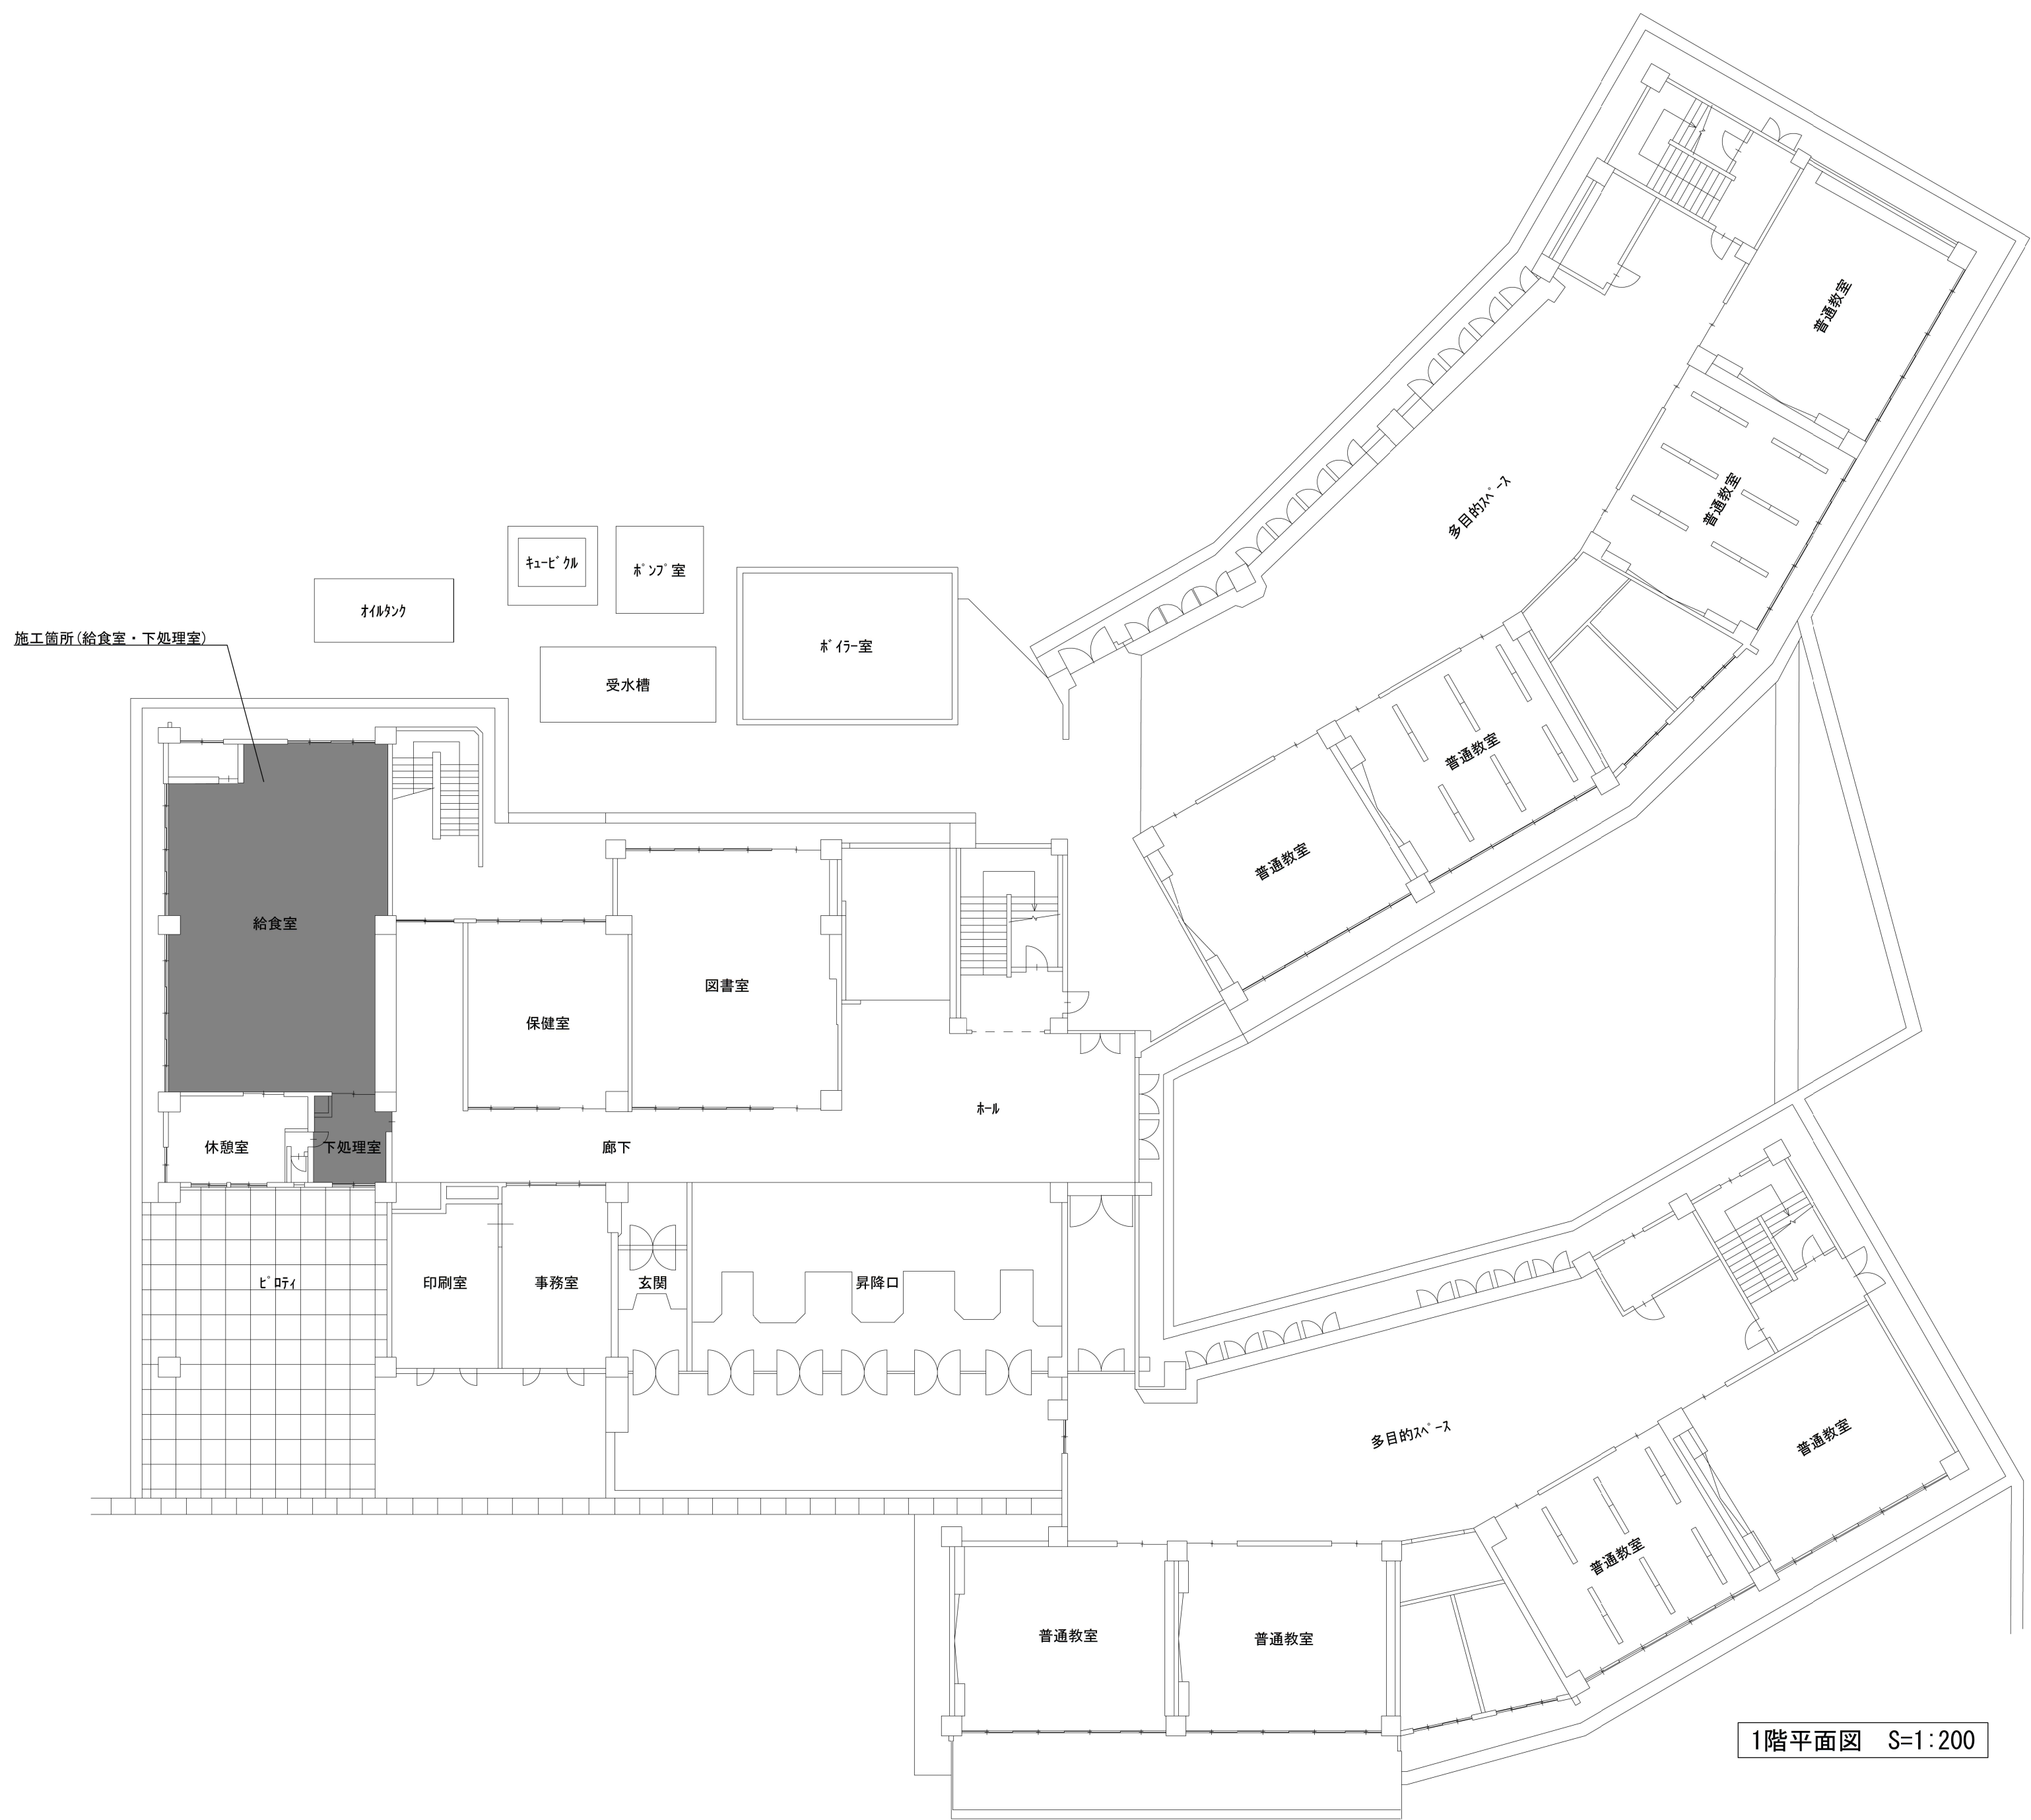 普通教室
普通教室
多目的ｽﾍﾟｰｽ
ｷｭｰﾋﾞｸﾙ
ﾎﾟﾝﾌﾟ室
ｵｲﾙﾀﾝｸ
施工箇所(給食室・下処理室)
ﾎﾞｲﾗｰ室
受水槽
普通教室
普通教室
給食室
図書室
保健室
ﾎｰﾙ
休憩室
下処理室
廊下
ﾋﾟﾛﾃｨ
印刷室
事務室
玄関
昇降口
多目的ｽﾍﾟｰｽ
普通教室
普通教室
普通教室
普通教室
1階平面図　S=1:200